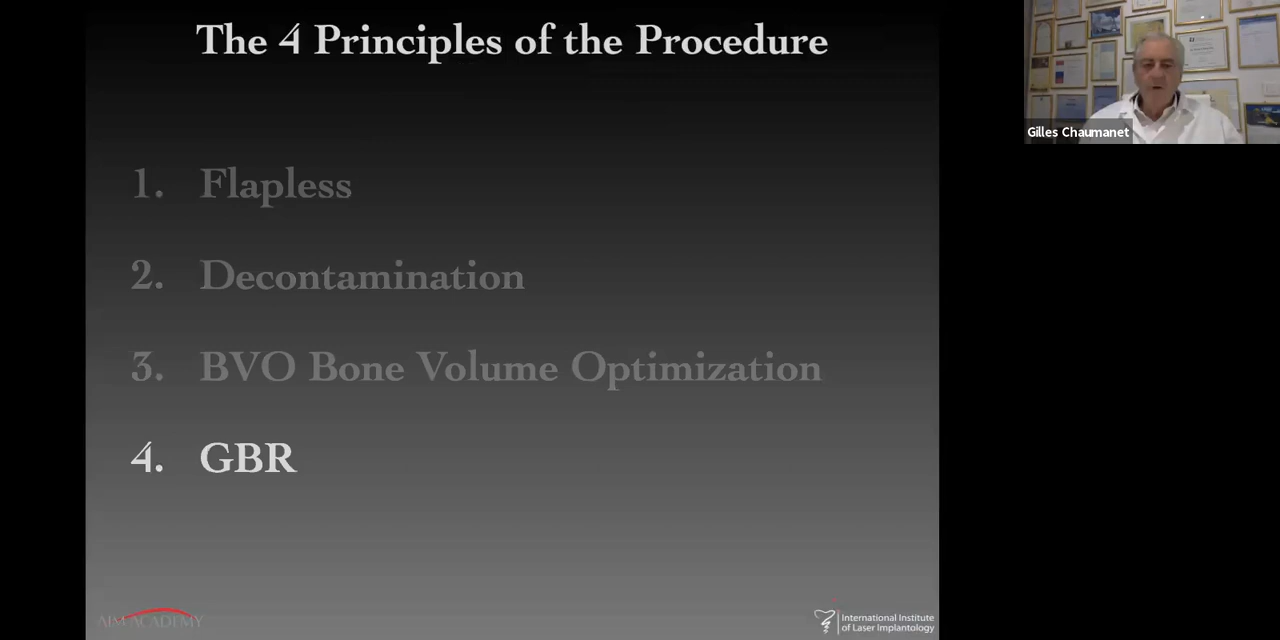 The 4 Principles of the Procedure
Gilles Chaumanet
1. Flapless
2. Decontamination
3. BVO Bone Volume Optimization
4. GBR
ACADEMY
International Institute
of Laser Implantology